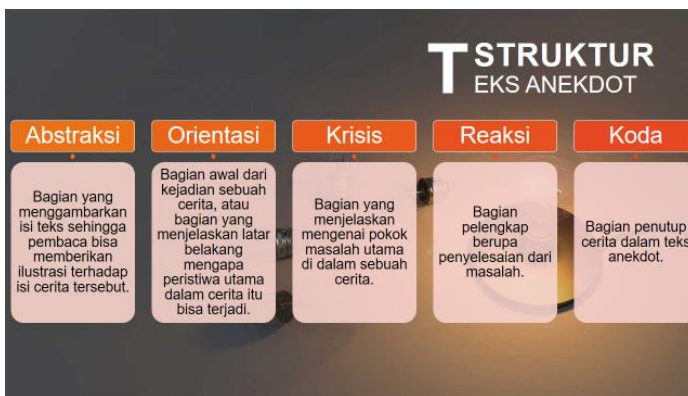 STRUKTUR
TEKS ANEKDOT
Abstraksi
Bagian yang
menggambarkan
isi teks sehingga
pembaca bisa
memberikan
ilustrasi terhadap
isi cerita tersebut.
Orientasi
Bagian awal dari
kejadian sebuah
cerita, atau
bagian yang
menjelaskan latar
belakang
mengapa
peristiwa utama
dalam cerita itu
bisa terjadi.
Krisis
Bagian yang
menjelaskan
mengenai pokok
masalah utama
di dalam sebuah
cerita.
Reaksi
Bagian
pelengkap
berupa
penyelesaian dari
masalah.
Koda
Bagian penutup
cerita dalam teks
anekdot.